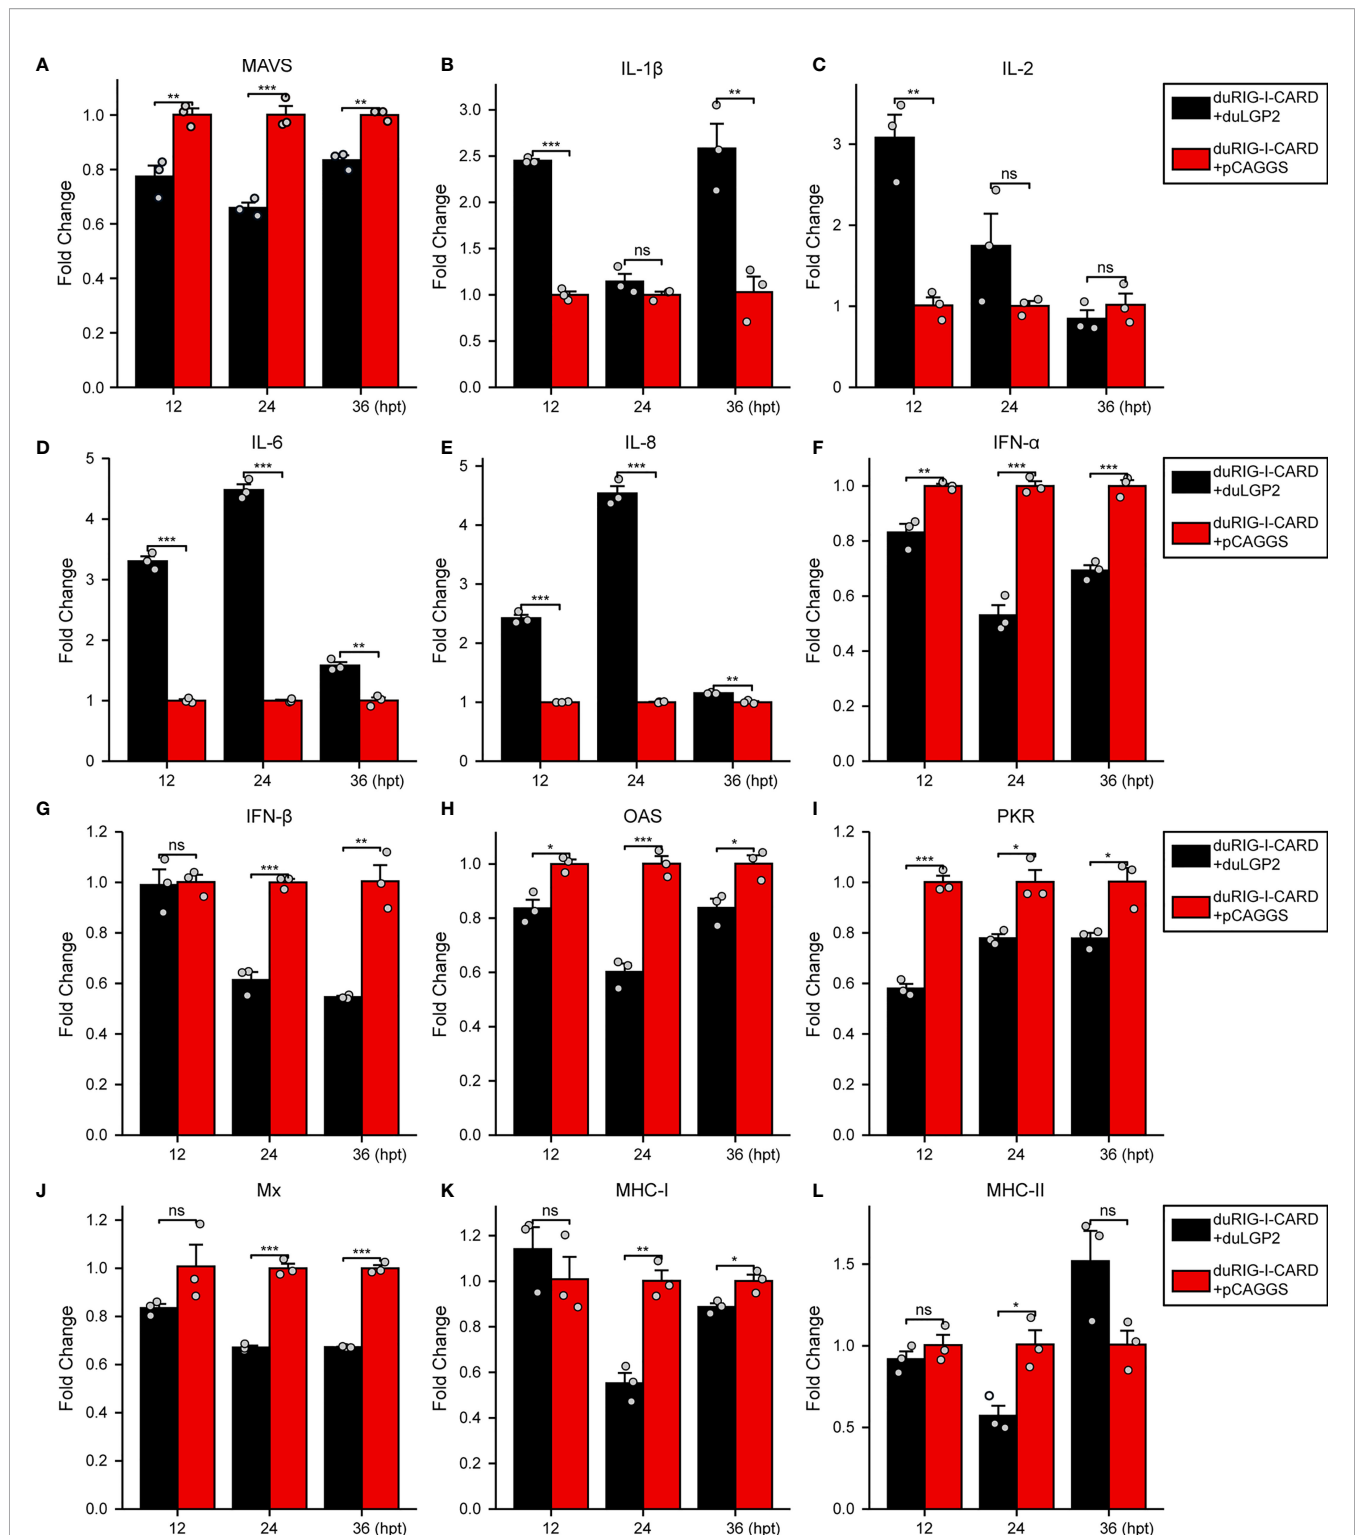 A
MAVS
**
***
**
1.0
0.8
0.6
0.4
0.2
0.0
Fold Change
12
24
36 (hpt)
B
IL-1β
***
ns
**
3.0
2.5
2.0
1.5
1.0
0.5
0.0
Fold Change
12
24
36 (hpt)
C
IL-2
**
ns
ns
3
2
1
0
Fold Change
12
24
36 (hpt)
duRIG-I-CARD
+duLGP2
duRIG-I-CARD
+pCAGGS
D
IL-6
***
***
**
5
4
3
2
1
0
Fold Change
12
24
36 (hpt)
E
IL-8
***
***
**
5
4
3
2
1
0
Fold Change
12
24
36 (hpt)
F
IFN-α
**
***
***
1.0
0.8
0.6
0.4
0.2
0.0
Fold Change
12
24
36 (hpt)
duRIG-I-CARD
+duLGP2
duRIG-I-CARD
+pCAGGS
G
IFN-β
ns
***
**
1.2
1.0
0.8
0.6
0.4
0.2
0.0
Fold Change
12
24
36 (hpt)
H
OAS
*
***
*
1.0
0.8
0.6
0.4
0.2
0.0
Fold Change
12
24
36 (hpt)
I
PKR
***
*
*
1.2
1.0
0.8
0.6
0.4
0.2
0.0
Fold Change
12
24
36 (hpt)
duRIG-I-CARD
+duLGP2
duRIG-I-CARD
+pCAGGS
J
Mx
ns
***
***
1.2
1.0
0.8
0.6
0.4
0.2
0.0
Fold Change
12
24
36 (hpt)
K
MHC-I
ns
**
*
1.2
1.0
0.8
0.6
0.4
0.2
0.0
Fold Change
12
24
36 (hpt)
L
MHC-II
ns
*
ns
1.5
1.0
0.5
0
Fold Change
12
24
36 (hpt)
duRIG-I-CARD
+duLGP2
duRIG-I-CARD
+pCAGGS